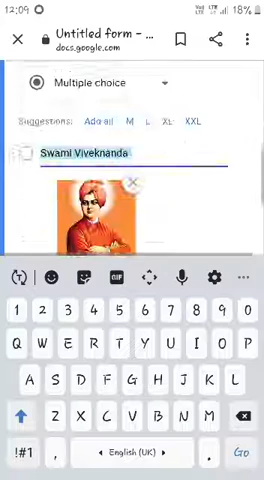 12:09 18%
Untitled form - ...
docs.google.com
Multiple choice
Suggestions: Add all M L XL XXL
Swami Viveknanda
GIF
1 2 3 4 5 6 7 8 9 0
Q W E R T Y U I O P
A S D F G H J K L
Z X C V B N M
!#1 , English (UK) . Go